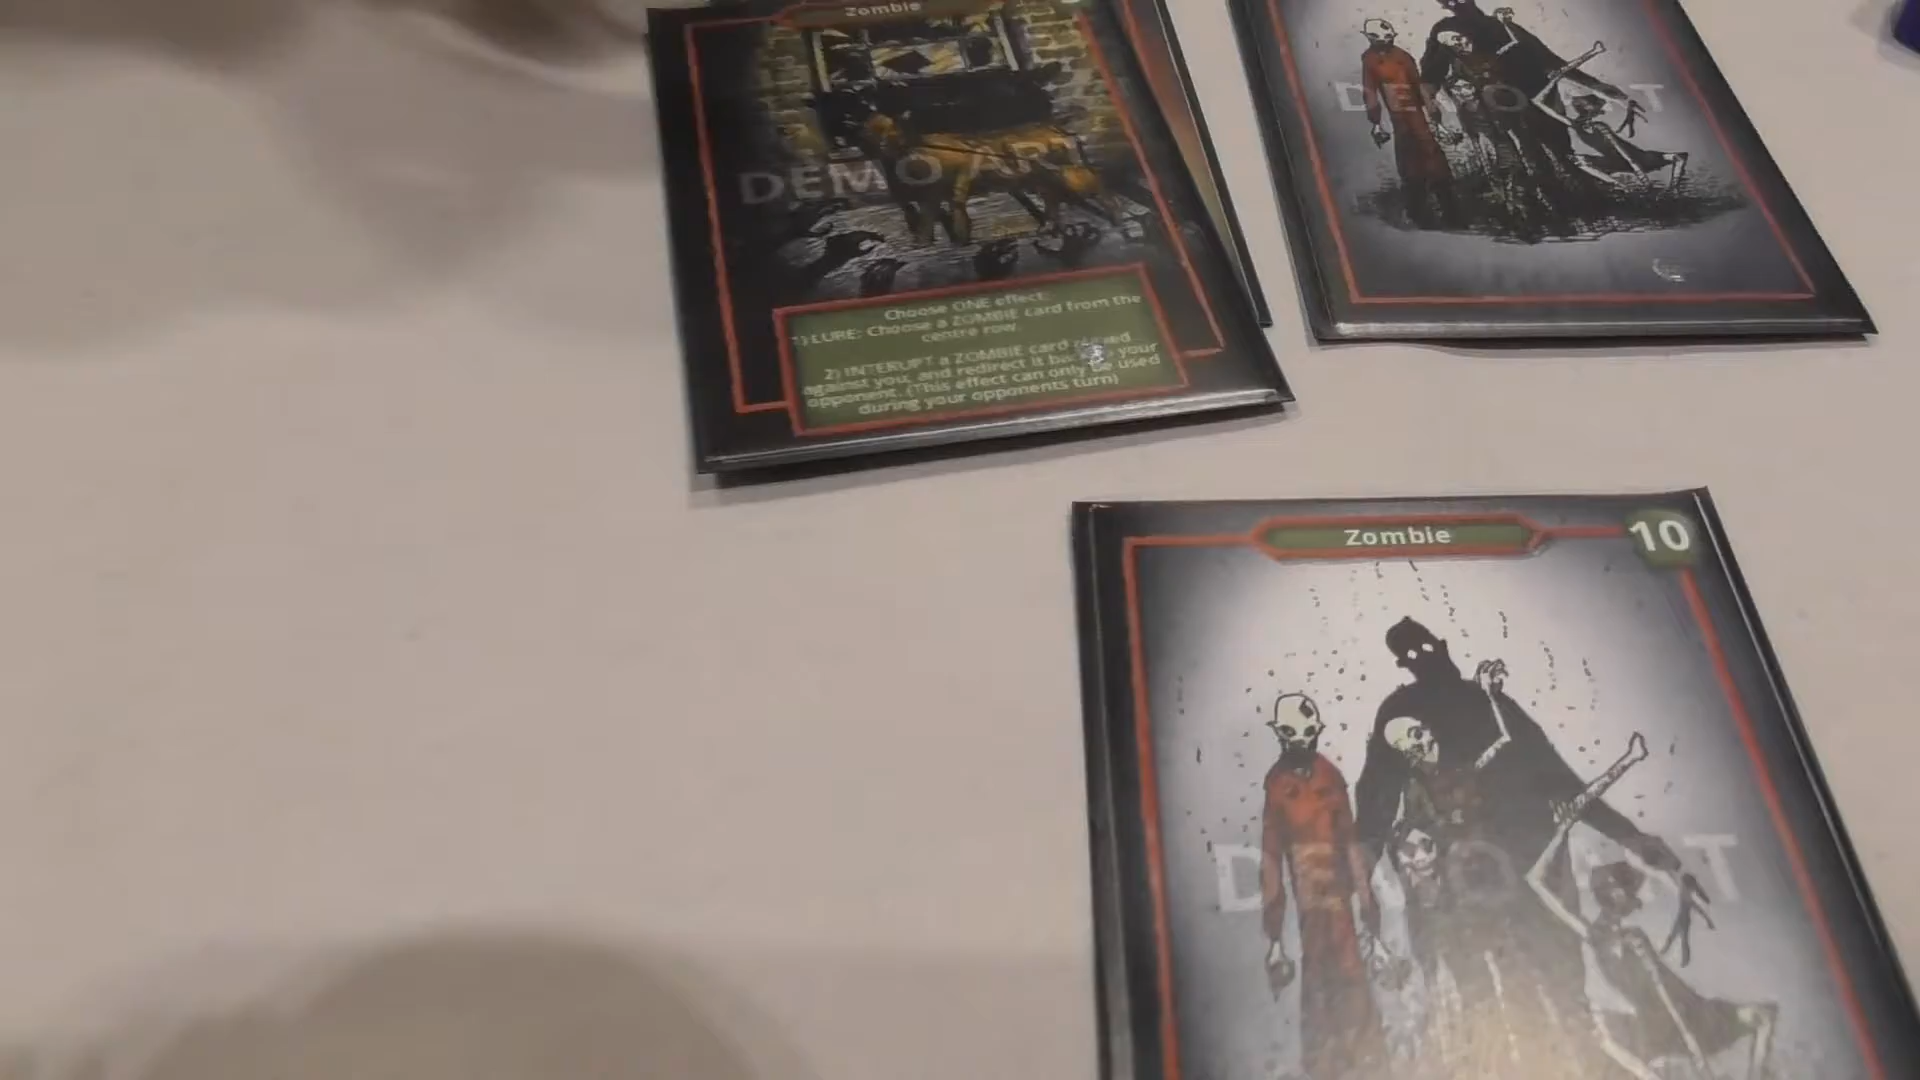 Zombie
DEMO ART
Choose ONE effect:
1) LURE: Choose a ZOMBIE card from the
centre row.
2) INTERUPT a ZOMBIE card played
against you, and redirect it back your
opponent. (This effect can only be used
during your opponents turn)
DEMO ART
Zombie
10
DEMO ART